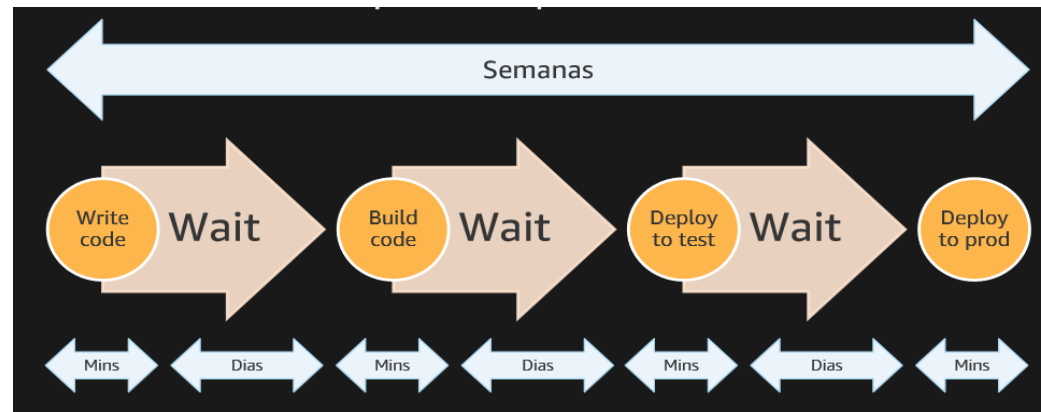 Semanas
Write
code
Wait
Build
code
Wait
Deploy
to test
Wait
Deploy
to prod
Mins
Dias
Mins
Dias
Mins
Dias
Mins